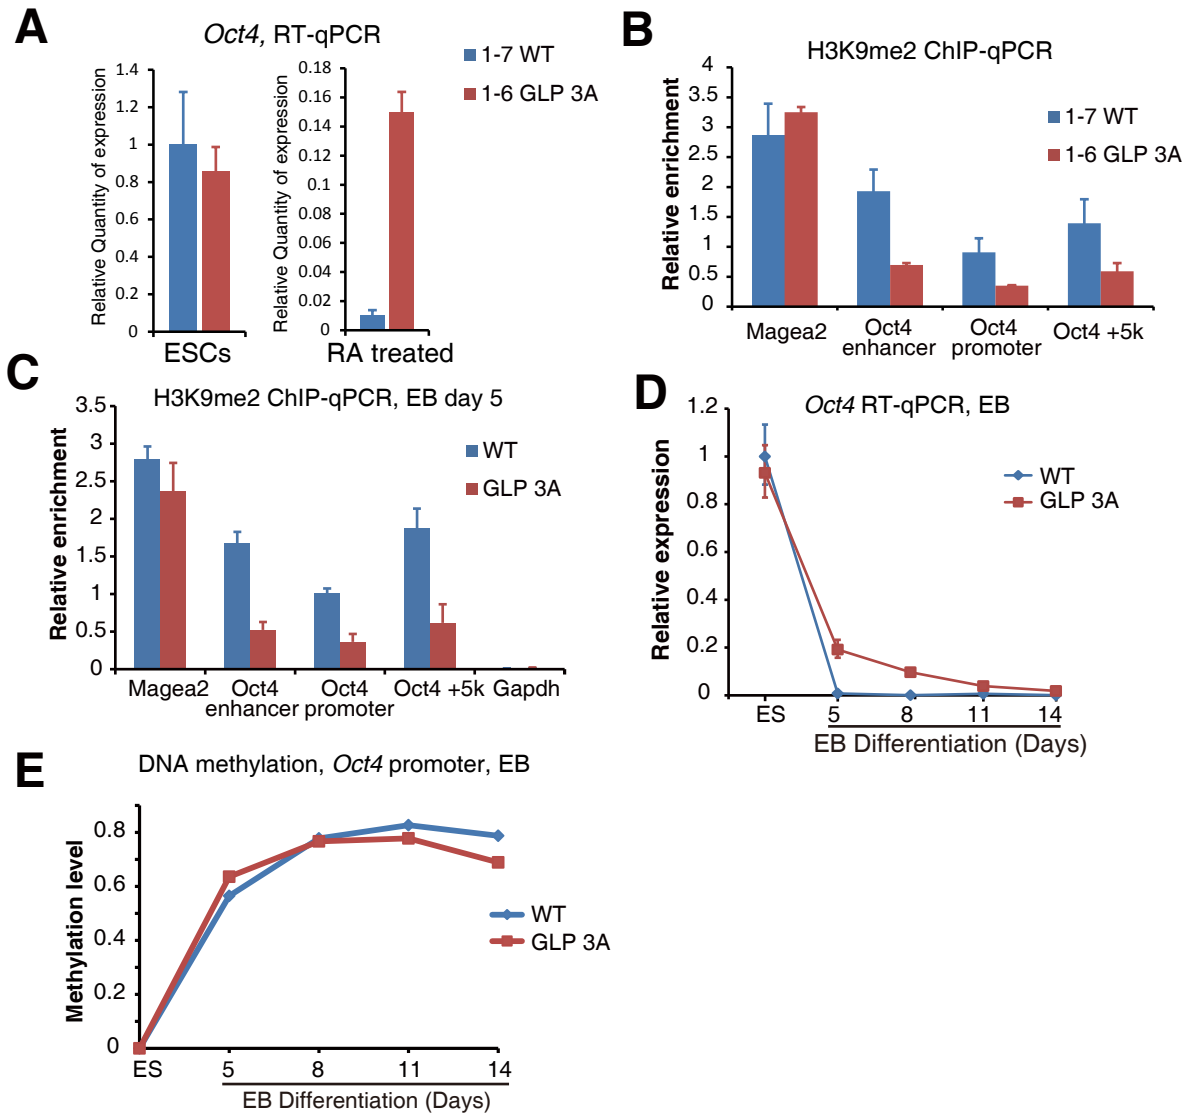 A
Oct4, RT-qPCR
1-7 WT
1-6 GLP 3A
Relative Quantity of expression
1.4
1.2
1
0.8
0.6
0.4
0.2
0
ESCs
Relative Quantity of expression
0.18
0.16
0.14
0.12
0.1
0.08
0.06
0.04
0.02
0
RA treated
B
H3K9me2 ChIP-qPCR
Relative enrichment
4
3.5
3
2.5
2
1.5
1
0.5
0
1-7 WT
1-6 GLP 3A
Magea2
Oct4
enhancer
Oct4
promoter
Oct4 +5k
C
H3K9me2 ChIP-qPCR, EB day 5
Relative enrichment
3.5
3
2.5
2
1.5
1
0.5
0
WT
GLP 3A
Magea2
Oct4
enhancer
Oct4
promoter
Oct4 +5k
Gapdh
D
Oct4 RT-qPCR, EB
Relative expression
1.2
1
0.8
0.6
0.4
0.2
0
WT
GLP 3A
ES
5
8
11
14
EB Differentiation (Days)
E
DNA methylation, Oct4 promoter, EB
Methylation level
0.8
0.6
0.4
0.2
0
WT
GLP 3A
ES
5
8
11
14
EB Differentiation (Days)